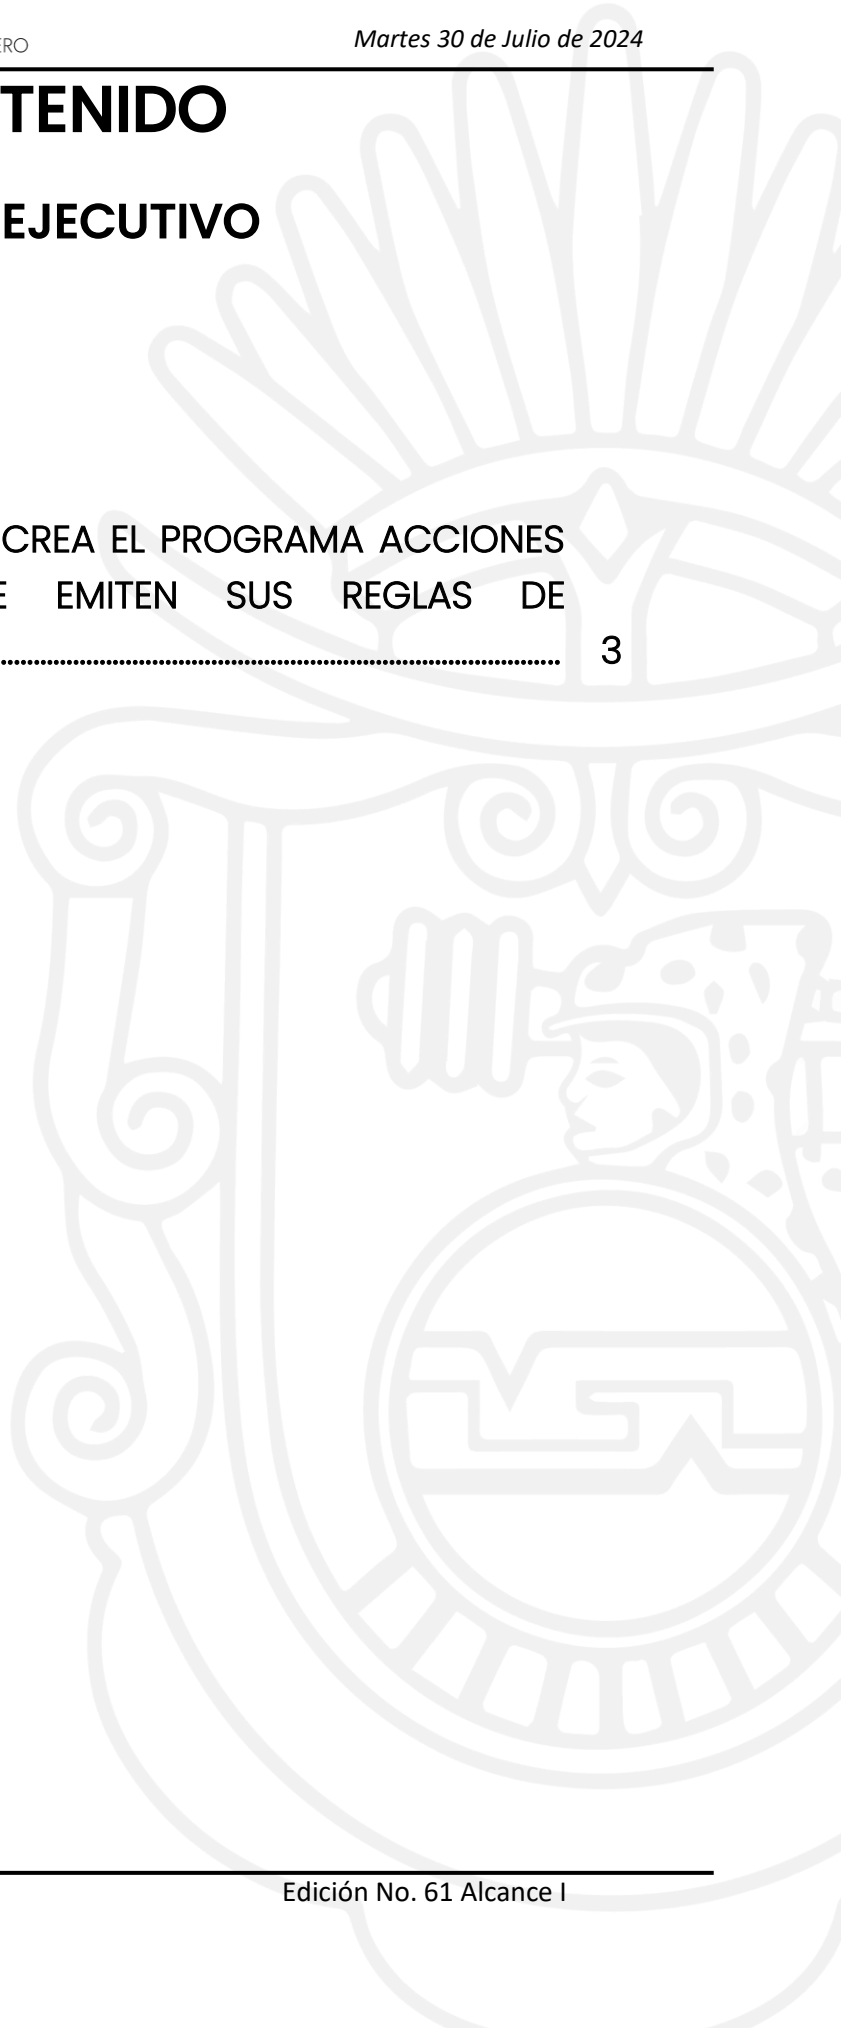 ERO
Martes 30 de Julio de 2024
TENIDO
EJECUTIVO
CREA EL PROGRAMA ACCIONES
E EMITEN SUS REGLAS DE
........................................................................................ 3
Edición No. 61 Alcance I